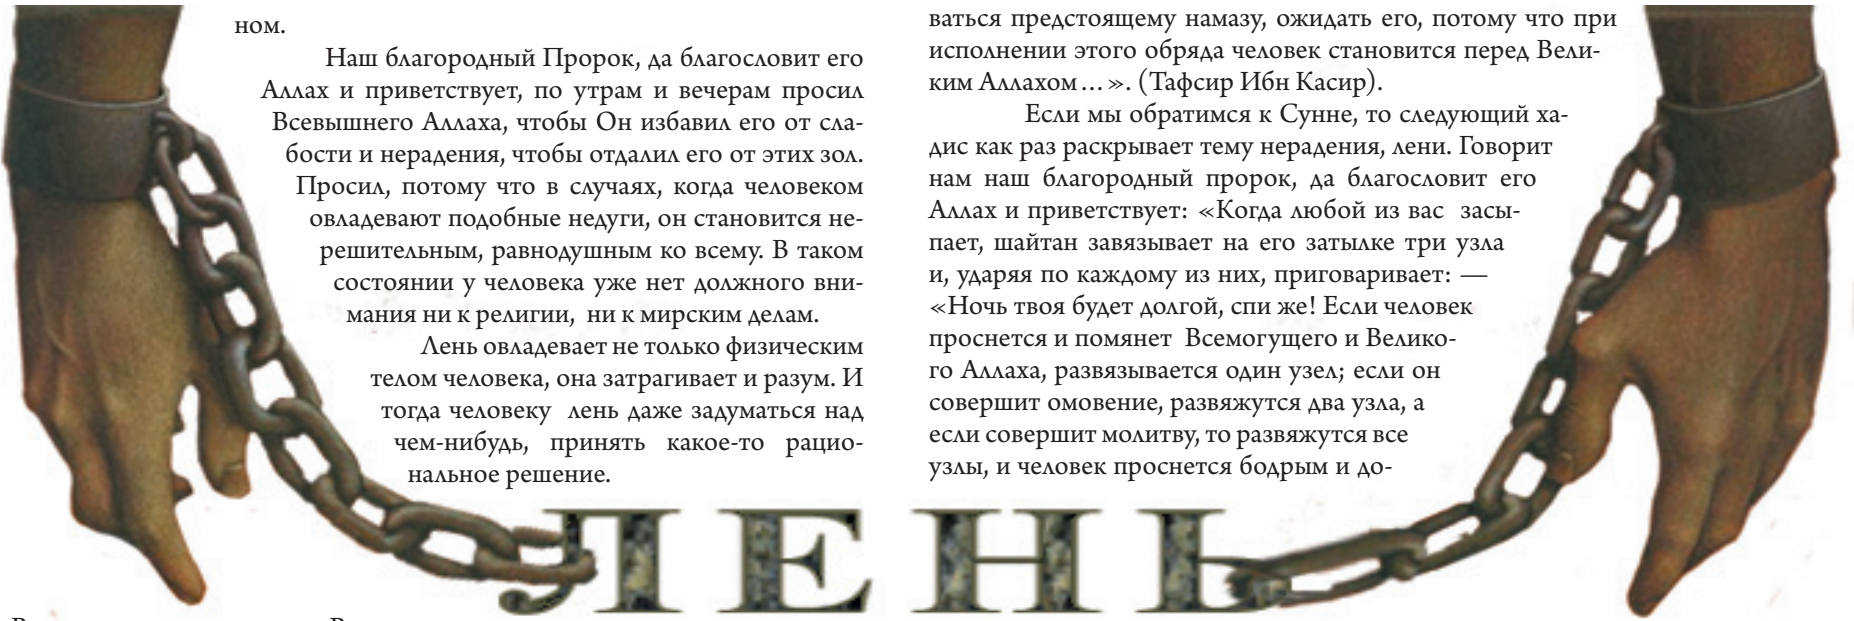 ном.
Наш благородный Пророк, да благословит его
Аллах и приветствует, по утрам и вечерам просил
Всевышнего Аллаха, чтобы Он избавил его от сла-
бости и нерадения, чтобы отдалил его от этих зол.
Просил, потому что в случаях, когда человеком
овладевают подобные недуги, он становится не-
решительным, равнодушным ко всему. В таком
состоянии у человека уже нет должного вни-
мания ни к религии, ни к мирским делам.
Лень овладевает не только физическим
телом человека, она затрагивает и разум. И
тогда человеку лень даже задуматься над
чем-нибудь, принять какое-то рацио-
нальное решение.
ваться предстоящему намазу, ожидать его, потому что при
исполнении этого обряда человек становится перед Вели-
ким Аллахом…». (Тафсир Ибн Касир).
Если мы обратимся к Сунне, то следующий ха-
дис как раз раскрывает тему нерадения, лени. Говорит
нам наш благородный пророк, да благословит его
Аллах и приветствует: «Когда любой из вас засы-
пает, шайтан завязывает на его затылке три узла
и, ударяя по каждому из них, приговаривает: —
«Ночь твоя будет долгой, спи же! Если человек
проснется и помянет Всемогущего и Велико-
го Аллаха, развязывается один узел; если он
совершит омовение, развяжутся два узла, а
если совершит молитву, то развяжутся все
узлы, и человек проснется бодрым и до-
ЛЕНЬ